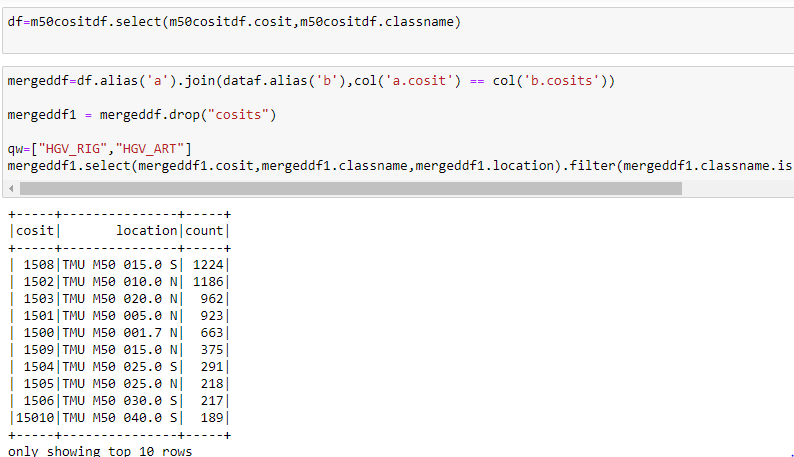 df=m50cositdf.select(m50cositdf.cosit,m50cositdf.classname)
mergeddf=df.alias('a').join(dataf.alias('b'),col('a.cosit') == col('b.cosits'))
mergeddf1 = mergeddf.drop("cosits")
qw=["HGV_RIG","HGV_ART"]
mergeddf1.select(mergeddf1.cosit,mergeddf1.classname,mergeddf1.location).filter(mergeddf1.classname.is
+-----+---------------+-----+
|cosit|       location|count|
+-----+---------------+-----+
| 1508|TMU M50 015.0 S| 1224|
| 1502|TMU M50 010.0 N| 1186|
| 1503|TMU M50 020.0 N|  962|
| 1501|TMU M50 005.0 N|  923|
| 1500|TMU M50 001.7 N|  663|
| 1509|TMU M50 015.0 N|  375|
| 1504|TMU M50 025.0 S|  291|
| 1505|TMU M50 025.0 N|  218|
| 1506|TMU M50 030.0 S|  217|
|15010|TMU M50 040.0 S|  189|
+-----+---------------+-----+
only showing top 10 rows